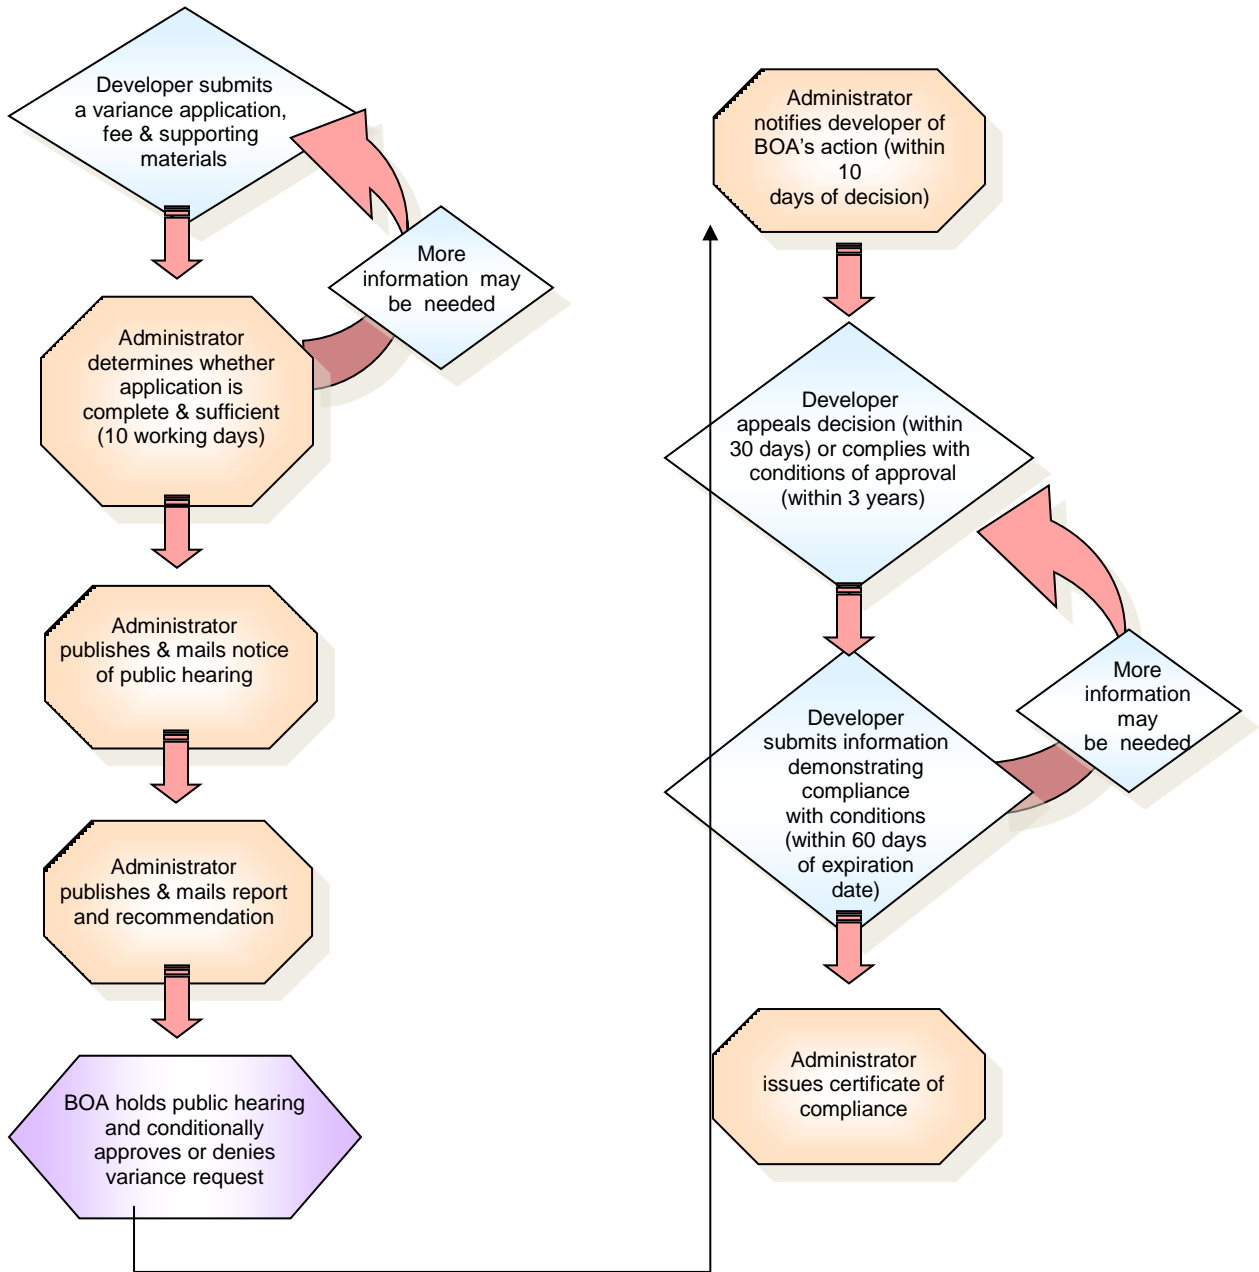 Developer submits
a variance application,
fee & supporting
materials
More
information may
be needed
Administrator
determines whether
application is
complete & sufficient
(10 working days)
Administrator
publishes & mails notice
of public hearing
Administrator
publishes & mails report
and recommendation
BOA holds public hearing
and conditionally
approves or denies
variance request
Administrator
notifies developer of
BOA's action (within
10
days of decision)
Developer
appeals decision (within
30 days) or complies with
conditions of approval
(within 3 years)
More
information
may
be needed
Developer
submits information
demonstrating
compliance
with conditions
(within 60 days
of expiration
date)
Administrator
issues certificate of
compliance